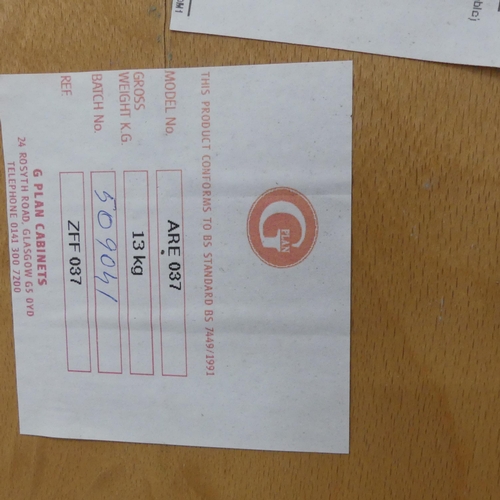 G
PLAN
THIS PRODUCT CONFORMS TO BS STANDARD BS 7449/1991
MODEL No. ARE 037
GROSS
WEIGHT K.G. 13 kg
BATCH No. 509041
REF. ZFF 037
G PLAN CABINETS
24 ROSYTH ROAD, GLASGOW G5 0YD
TELEPHONE 0141 300 7200